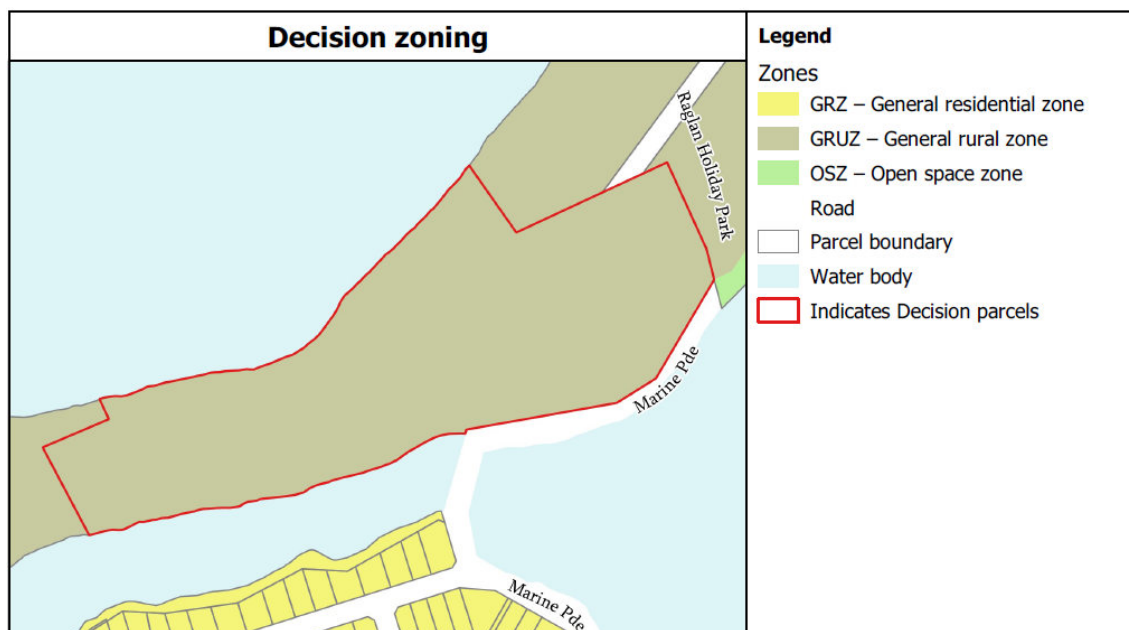 Decision zoning
Raglan Holiday Park
Marine Pde
Marine Pde
Legend
Zones
GRZ – General residential zone
GRUZ – General rural zone
OSZ – Open space zone
Road
Parcel boundary
Water body
Indicates Decision parcels